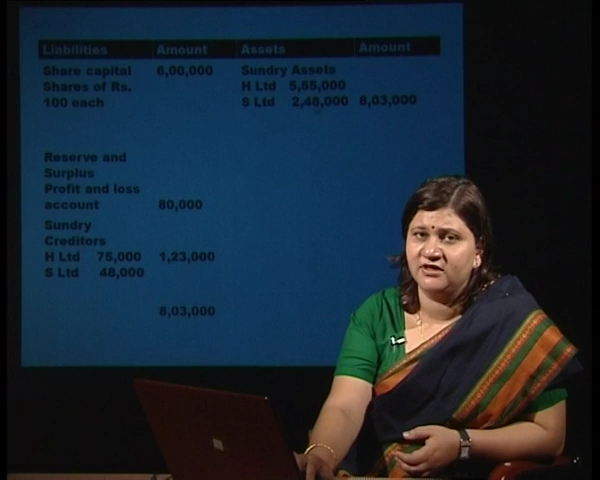 Liabilities Amount Assets Amount
Share capital 6,00,000 Sundry Assets
Shares of Rs. H Ltd 5,55,000
100 each S Ltd 2,48,000 8,03,000
Reserve and
Surplus
Profit and loss
account 80,000
Sundry
Creditors
H Ltd 75,000 1,23,000
S Ltd 48,000
8,03,000